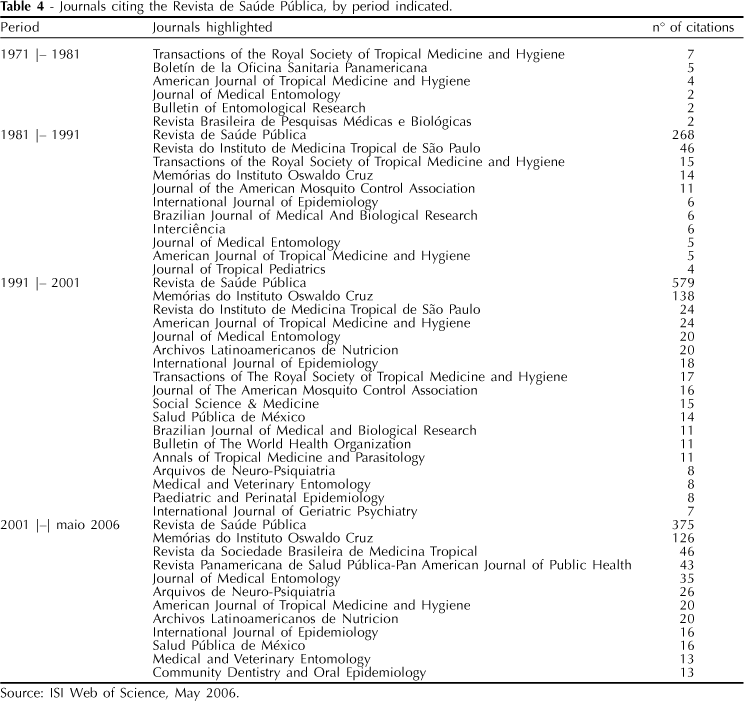 Table 4 - Journals citing the Revista de Saúde Pública, by period indicated.
Period Journals highlighted n° of citations
1971 |– 1981 Transactions of the Royal Society of Tropical Medicine and Hygiene 7
Boletín de la Oficina Sanitaria Panamericana 5
American Journal of Tropical Medicine and Hygiene 4
Journal of Medical Entomology 2
Bulletin of Entomological Research 2
Revista Brasileira de Pesquisas Médicas e Biológicas 2
1981 |– 1991 Revista de Saúde Pública 268
Revista do Instituto de Medicina Tropical de São Paulo 46
Transactions of the Royal Society of Tropical Medicine and Hygiene 15
Memórias do Instituto Oswaldo Cruz 14
Journal of the American Mosquito Control Association 11
International Journal of Epidemiology 6
Brazilian Journal of Medical And Biological Research 6
Interciência 6
Journal of Medical Entomology 5
American Journal of Tropical Medicine and Hygiene 5
Journal of Tropical Pediatrics 4
1991 |– 2001 Revista de Saúde Pública 579
Memórias do Instituto Oswaldo Cruz 138
Revista do Instituto de Medicina Tropical de São Paulo 24
American Journal of Tropical Medicine and Hygiene 24
Journal of Medical Entomology 20
Archivos Latinoamericanos de Nutricion 20
International Journal of Epidemiology 18
Transactions of The Royal Society of Tropical Medicine and Hygiene 17
Journal of The American Mosquito Control Association 16
Social Science & Medicine 15
Salud Pública de México 14
Brazilian Journal of Medical and Biological Research 11
Bulletin of The World Health Organization 11
Annals of Tropical Medicine and Parasitology 11
Arquivos de Neuro-Psiquiatria 8
Medical and Veterinary Entomology 8
Paediatric and Perinatal Epidemiology 8
International Journal of Geriatric Psychiatry 7
2001 |–| maio 2006 Revista de Saúde Pública 375
Memórias do Instituto Oswaldo Cruz 126
Revista da Sociedade Brasileira de Medicina Tropical 46
Revista Panamericana de Salud Pública-Pan American Journal of Public Health 43
Journal of Medical Entomology 35
Arquivos de Neuro-Psiquiatria 26
American Journal of Tropical Medicine and Hygiene 20
Archivos Latinoamericanos de Nutricion 20
International Journal of Epidemiology 16
Salud Pública de México 16
Medical and Veterinary Entomology 13
Community Dentistry and Oral Epidemiology 13
Source: ISI Web of Science, May 2006.